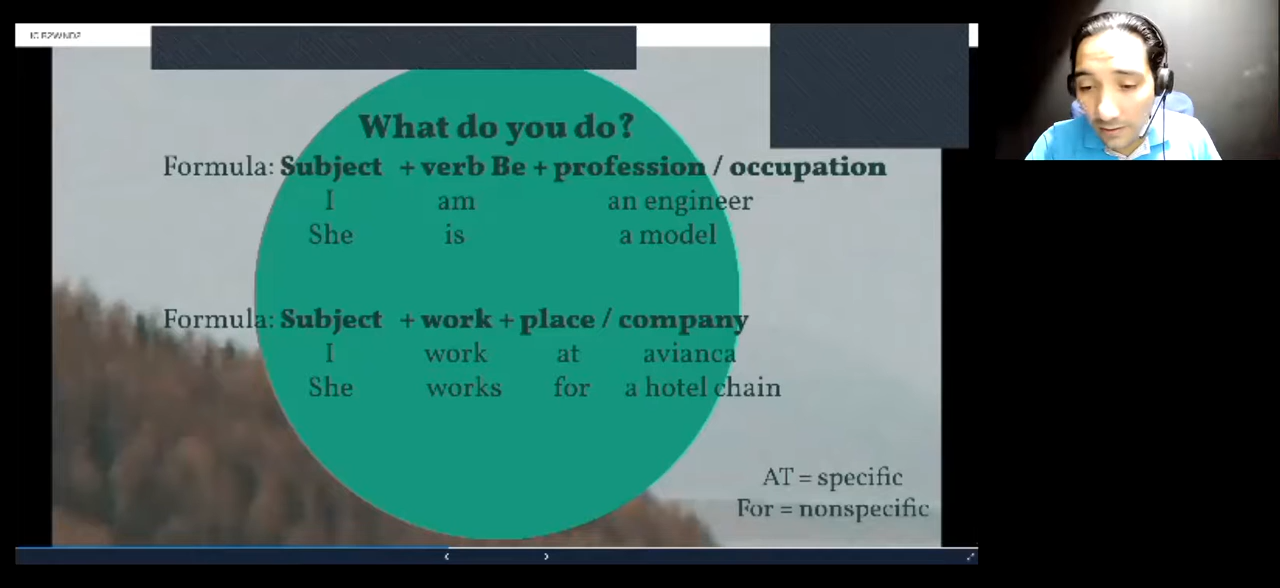 What do you do?
Formula: Subject + verb Be + profession / occupation
I am an engineer
She is a model
Formula: Subject + work + place / company
I work at avianca
She works for a hotel chain
AT = specific
For = nonspecific